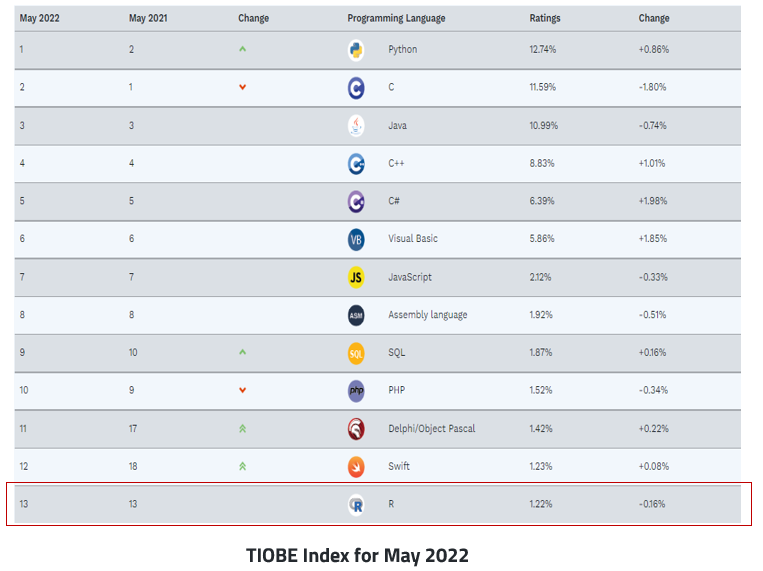 May 2022 May 2021 Change Programming Language Ratings Change
1 2 Python 12.74% +0.86%
2 1 C C 11.59% -1.80%
3 3 Java 10.99% -0.74%
4 4 C C++ 8.83% +1.01%
5 5 C C# 6.39% +1.98%
6 6 VB Visual Basic 5.86% +1.85%
7 7 JS JavaScript 2.12% -0.33%
8 8 ASM Assembly language 1.92% -0.51%
9 10 SQL SQL 1.87% +0.16%
10 9 php PHP 1.52% -0.34%
11 17 Delphi/Object Pascal 1.42% +0.22%
12 18 Swift 1.23% +0.08%
13 13 R R 1.22% -0.16%
TIOBE Index for May 2022